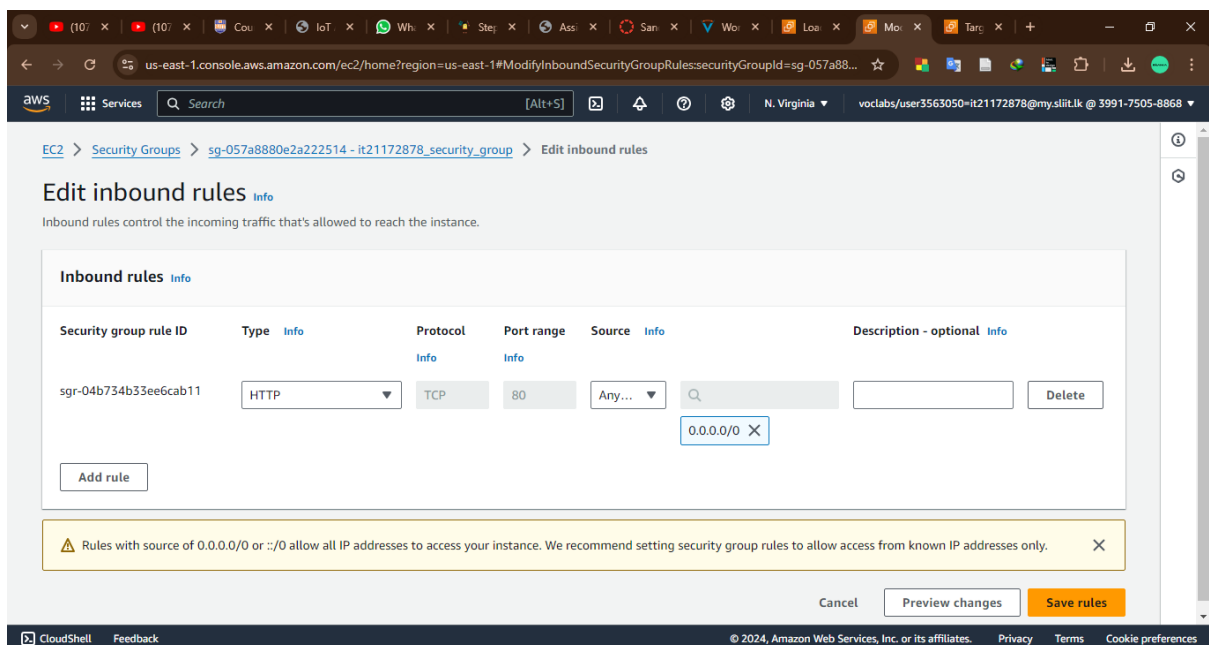 (107
(107
Cou
IoT
Wha
Step
Assi
San
Wor
Loa
Mod
Targ
us-east-1.console.aws.amazon.com/ec2/home?region=us-east-1#ModifyInboundSecurityGroupRules:securityGroupId=sg-057a88...
aws Services Search [Alt+S] N. Virginia voclabs/user3563050=it21172878@my.sliit.lk @ 3991-7505-8868
EC2 > Security Groups > sg-057a8880e2a222514 - it21172878_security_group > Edit inbound rules
Edit inbound rules Info
Inbound rules control the incoming traffic that's allowed to reach the instance.
Inbound rules Info
Security group rule ID Type Info Protocol Port range Source Info Description - optional Info
Info Info
sgr-04b734b33ee6cab11 HTTP TCP 80 Any... Delete
0.0.0.0/0
Add rule
Rules with source of 0.0.0.0/0 or ::/0 allow all IP addresses to access your instance. We recommend setting security group rules to allow access from known IP addresses only.
Cancel Preview changes Save rules
CloudShell Feedback © 2024, Amazon Web Services, Inc. or its affiliates. Privacy Terms Cookie preferences